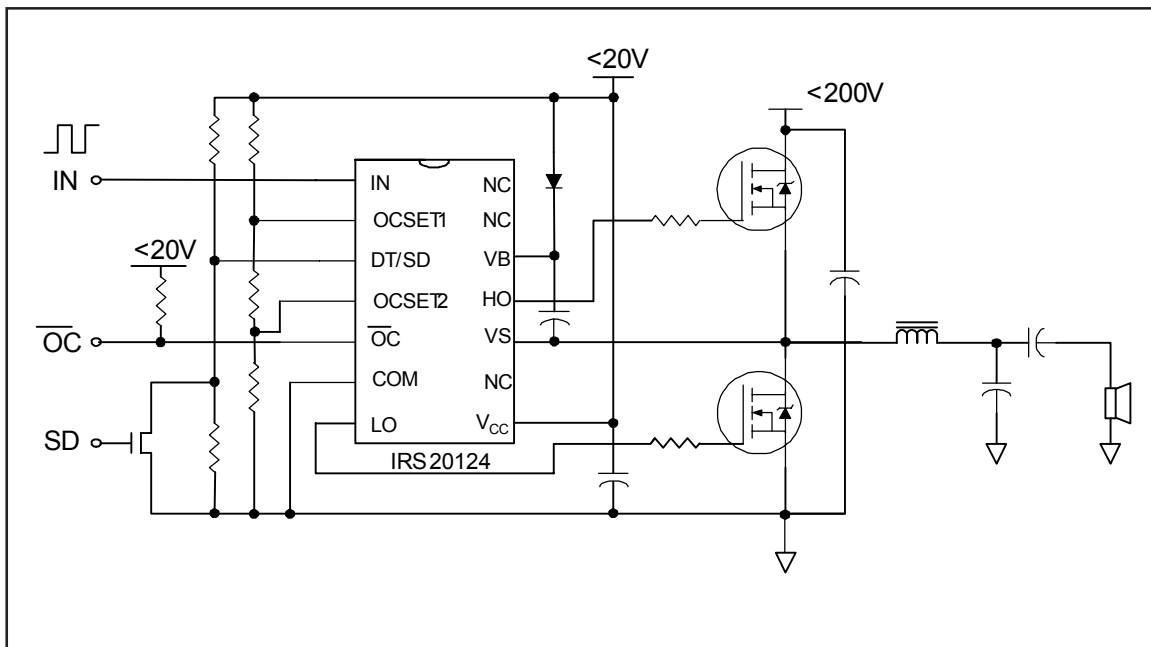 <20V
<200V
IN
<20V
OC
SD
IN
OCSET1
DT/SD
OCSET2
OC
COM
LO
NC
NC
VB
HO
VS
NC
VCC
IRS20124